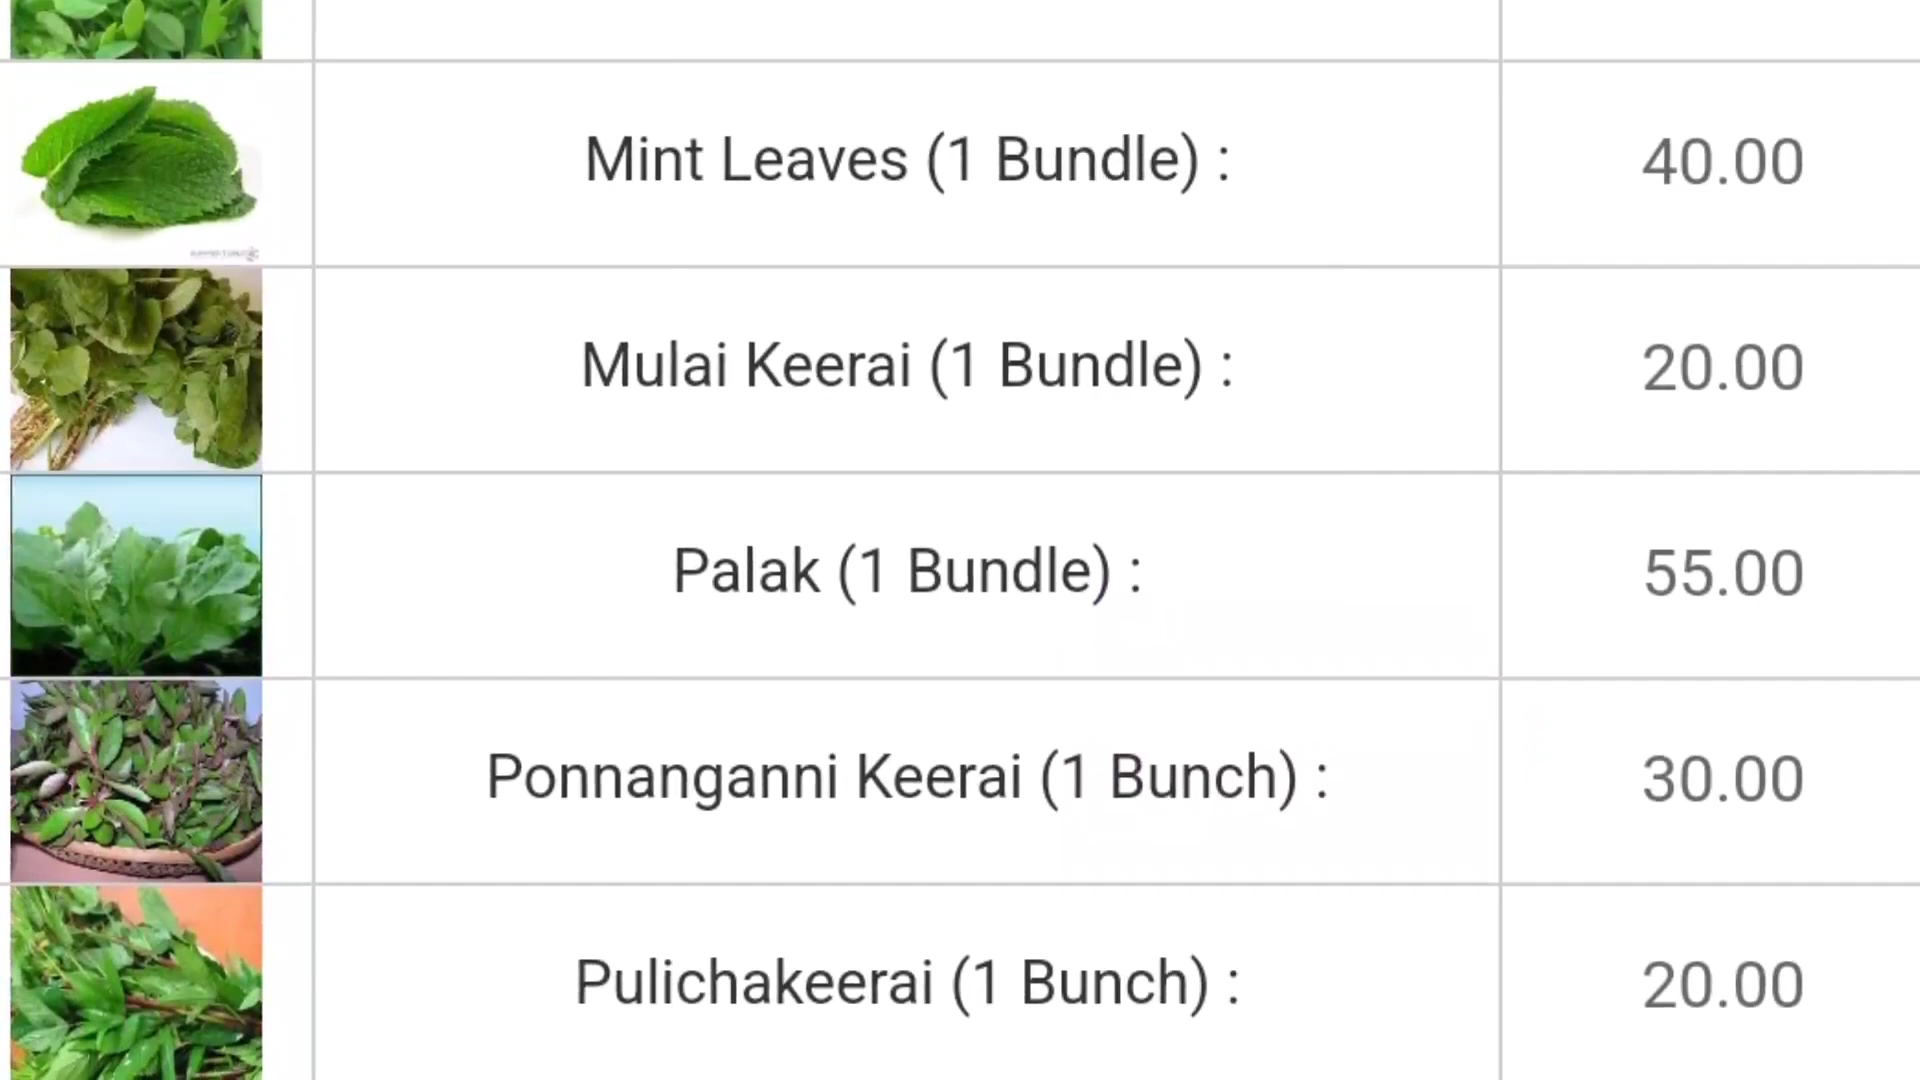 Mint Leaves (1 Bundle) : 40.00
Mulai Keerai (1 Bundle) : 20.00
Palak (1 Bundle) : 55.00
Ponnanganni Keerai (1 Bunch) : 30.00
Pulichakeerai (1 Bunch) : 20.00